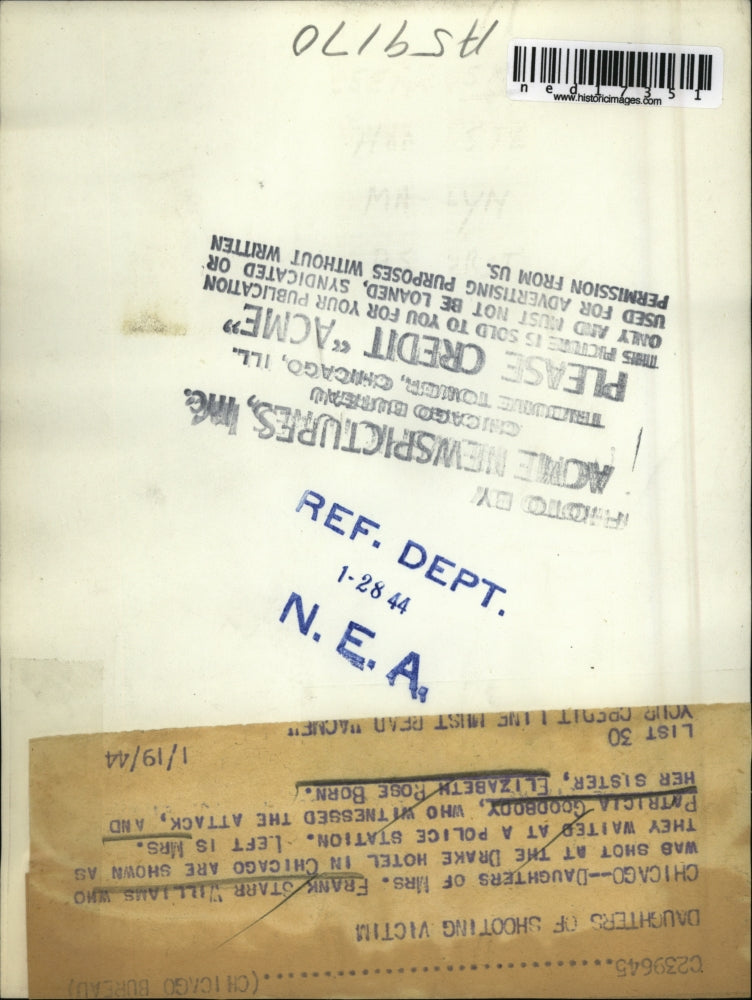 A59170
ned17351
www.historicimages.com
PHOTO BY
ACME NEWSPICTURES, INC.
CHICAGO BUREAU
TRIBUNE TOWER, CHICAGO, ILL.
PLEASE CREDIT "ACME"
THIS PICTURE IS SOLD TO YOU FOR YOUR PUBLICATION
ONLY AND MUST NOT BE LOANED, SYNDICATED OR
USED FOR ADVERTISING PURPOSES WITHOUT WRITTEN
PERMISSION FROM US.
REF. DEPT.
1-28 44
N.E.A.
C239645..............................(CHICAGO BUREAU)
DAUGHTERS OF SHOOTING VICTIM
CHICAGO--DAUGHTERS OF MRS. FRANK STARR WILLIAMS WHO
WAS SHOT AT THE DRAKE HOTEL IN CHICAGO ARE SHOWN AS
THEY WAITED AT A POLICE STATION. LEFT IS MRS.
PATRICIA GOODBODY, WHO WITNESSED THE ATTACK, AND
HER SISTER, ELIZABETH ROSE BORN.
LIST 30 1/19/44
YOUR CREDIT LINE MUST READ "ACME"